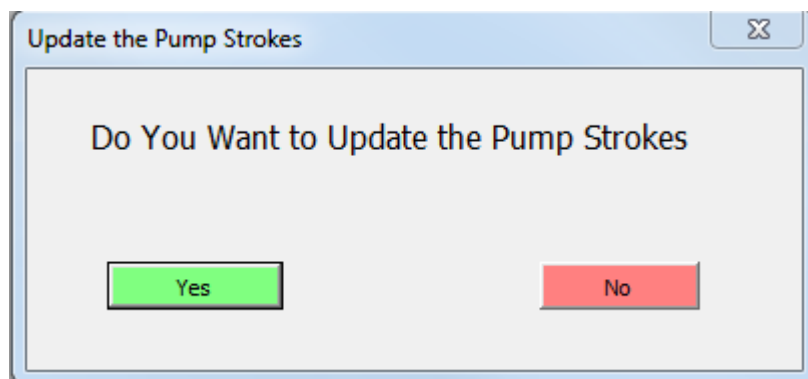 Update the Pump Strokes
Do You Want to Update the Pump Strokes
Yes
No